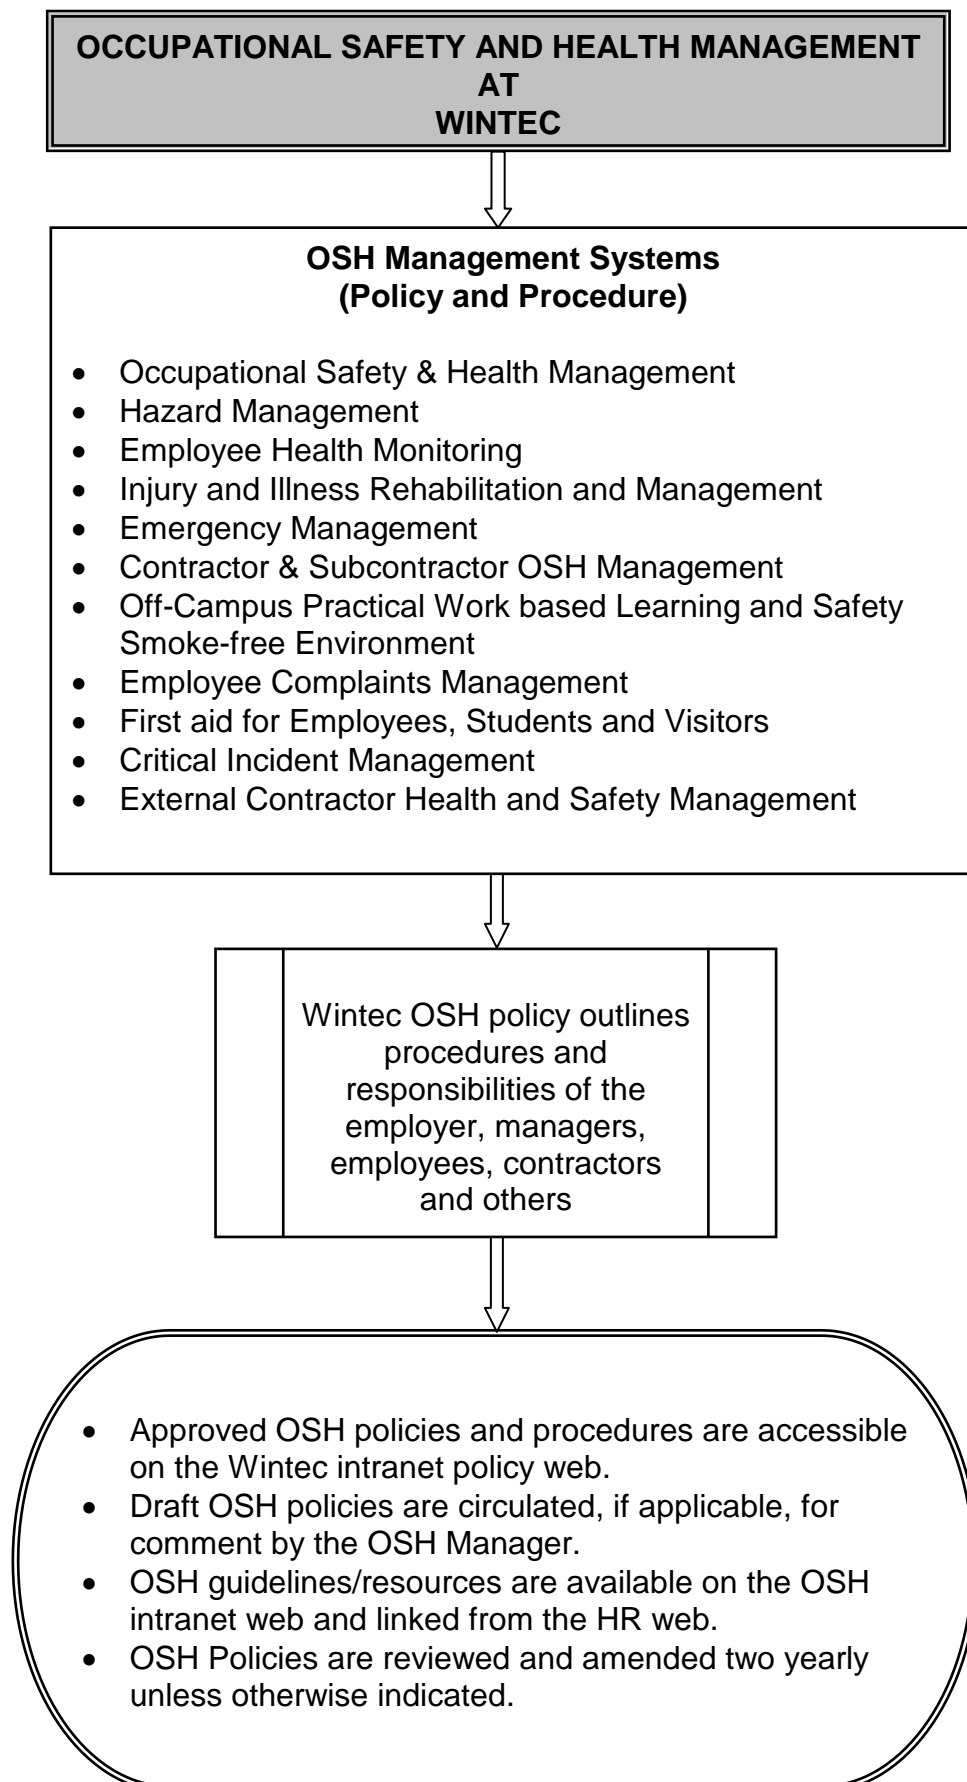 OCCUPATIONAL SAFETY AND HEALTH MANAGEMENT
AT
WINTEC
OSH Management Systems
(Policy and Procedure)
• Occupational Safety & Health Management
• Hazard Management
• Employee Health Monitoring
• Injury and Illness Rehabilitation and Management
• Emergency Management
• Contractor & Subcontractor OSH Management
• Off-Campus Practical Work based Learning and Safety
Smoke-free Environment
• Employee Complaints Management
• First aid for Employees, Students and Visitors
• Critical Incident Management
• External Contractor Health and Safety Management
Wintec OSH policy outlines
procedures and
responsibilities of the
employer, managers,
employees, contractors
and others
• Approved OSH policies and procedures are accessible
on the Wintec intranet policy web.
• Draft OSH policies are circulated, if applicable, for
comment by the OSH Manager.
• OSH guidelines/resources are available on the OSH
intranet web and linked from the HR web.
• OSH Policies are reviewed and amended two yearly
unless otherwise indicated.